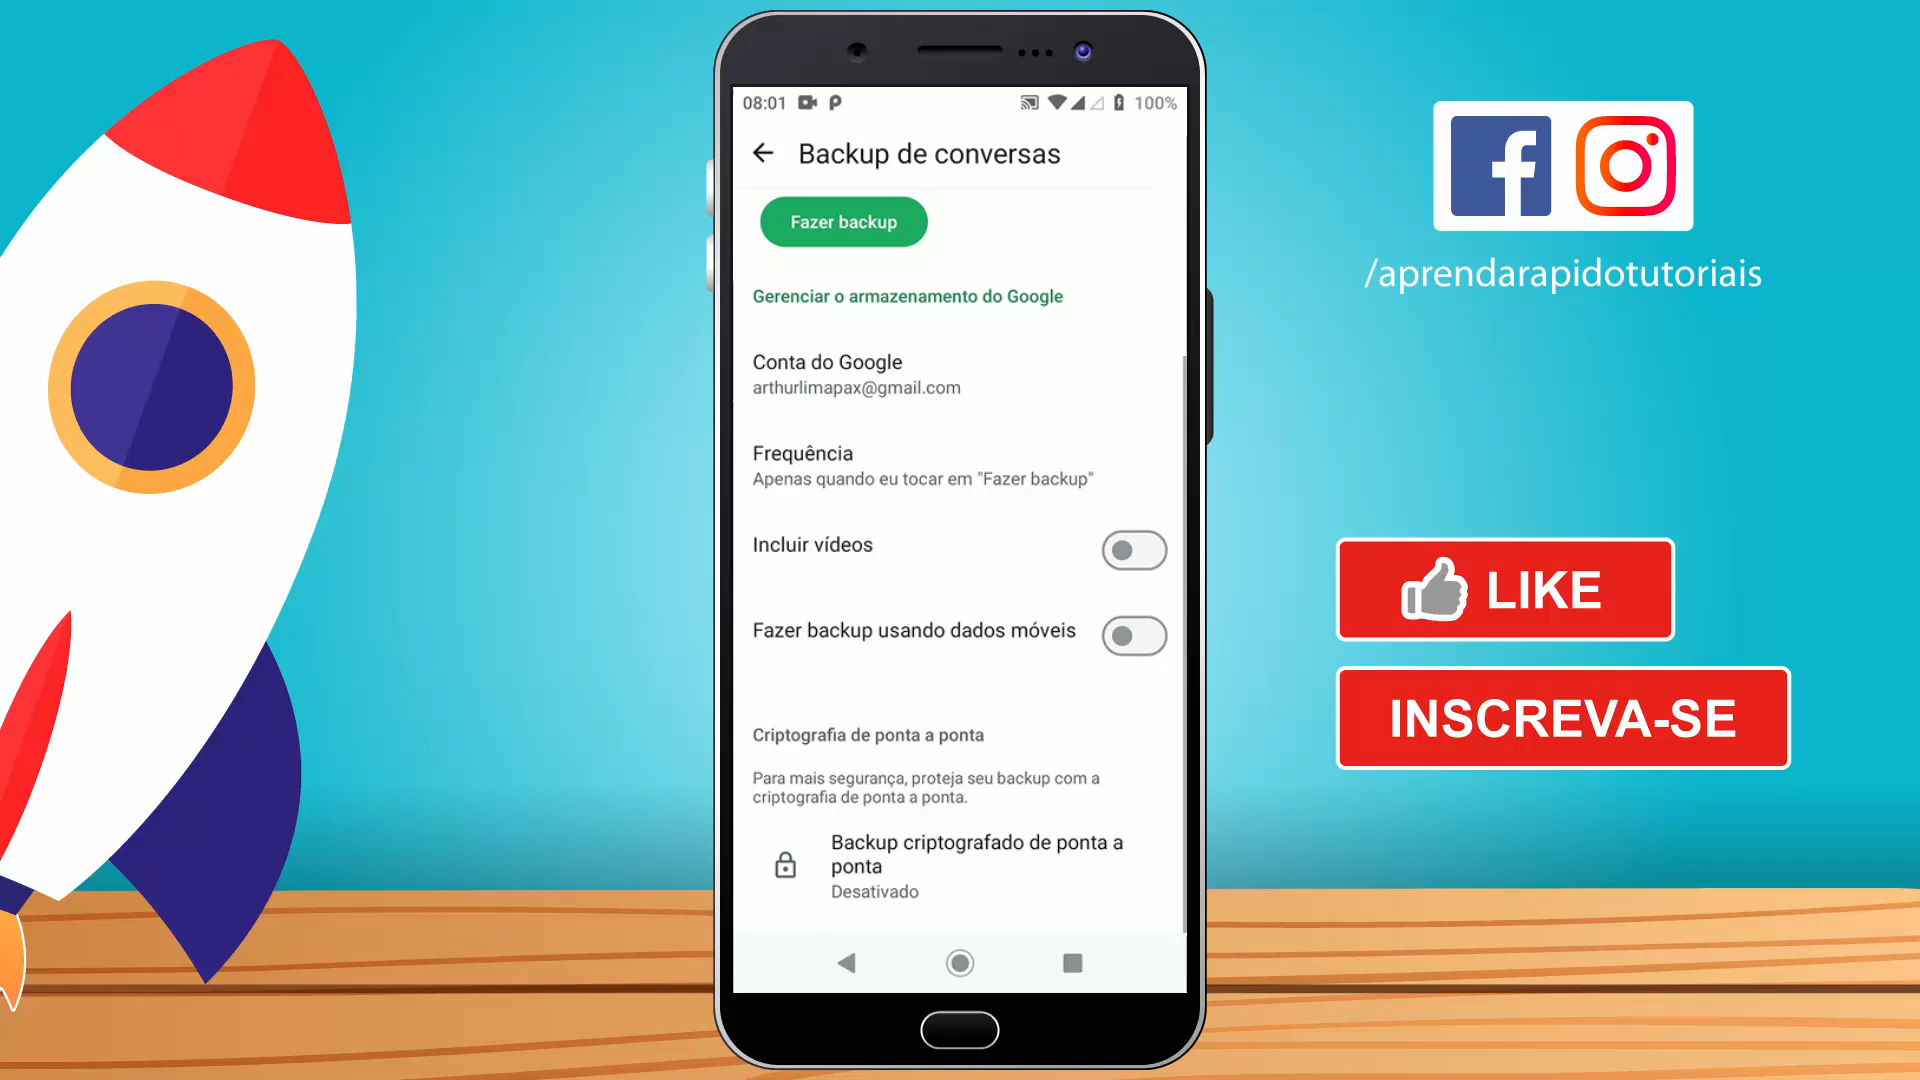 08:01
100%
Backup de conversas
Fazer backup
Gerenciar o armazenamento do Google
Conta do Google
arthurlimapax@gmail.com
Frequência
Apenas quando eu tocar em "Fazer backup"
Incluir vídeos
Fazer backup usando dados móveis
Criptografia de ponta a ponta
Para mais segurança, proteja seu backup com a
criptografia de ponta a ponta.
Backup criptografado de ponta a
ponta
Desativado
/aprendarapidotutoriais
LIKE
INSCREVA-SE